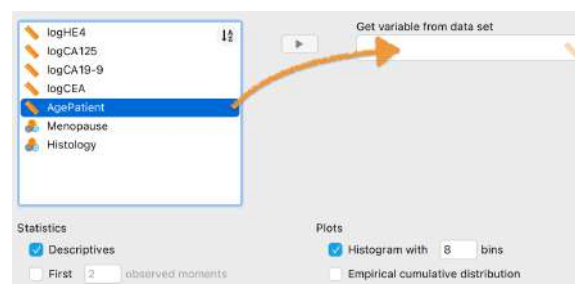 logHE4
logCA125
logCA19-9
logCEA
AgePatient
Menopause
Histology
Get variable from data set
Statistics
Descriptives
First 2 observed moments
Plots
Histogram with 8 bins
Empirical cumulative distribution